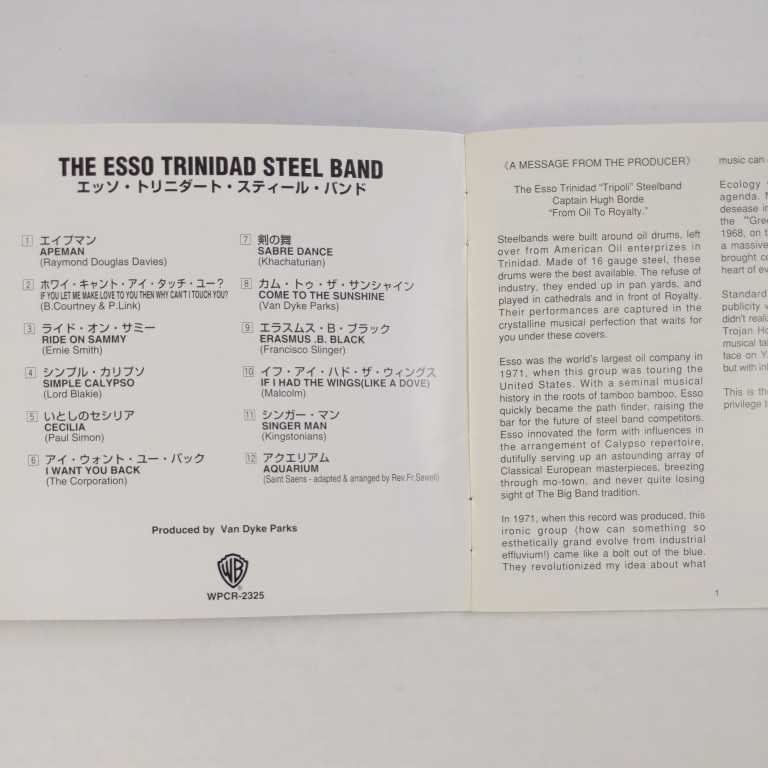 THE ESSO TRINIDAD STEEL BAND
エッソ・トリニダート・スティール・バンド
1 エイプマン
APEMAN
(Raymond Douglas Davies)
2 ホワイ・キャント・アイ・タッチ・ユー?
IF YOU LET ME MAKE LOVE TO YOU THEN WHY CAN'T I TOUCH YOU?
(B.Courtney & P.Link)
3 ライド・オン・サミー
RIDE ON SAMMY
(Ernie Smith)
4 シンプル・カリプソ
SIMPLE CALYPSO
(Lord Blakie)
5 いとしのセシリア
CECILIA
(Paul Simon)
6 アイ・ウォント・ユー・バック
I WANT YOU BACK
(The Corporation)
7 剣の舞
SABRE DANCE
(Khachaturian)
8 カム・トゥ・ザ・サンシャイン
COME TO THE SUNSHINE
(Van Dyke Parks)
9 エラスムス・B・ブラック
ERASMUS .B. BLACK
(Francisco Slinger)
10 イフ・アイ・ハド・ザ・ウィングス
IF I HAD THE WINGS(LIKE A DOVE)
(Malcolm)
11 シンガー・マン
SINGER MAN
(Kingstonians)
12 アクエリアム
AQUARIUM
(Saint Saens - adapted & arranged by Rev.Fr.Sewell)
Produced by Van Dyke Parks
WB
WPCR-2325
《A MESSAGE FROM THE PRODUCER》
The Esso Trinidad “Tripoli” Steelband
Captain Hugh Borde
“From Oil To Royalty.”
Steelbands were built around oil drums, left
over from American Oil enterprizes in
Trinidad. Made of 16 gauge steel, these
drums were the best available. The refuse of
industry, they ended up in pan yards, and
played in cathedrals and in front of Royalty.
Their performances are captured in the
crystalline musical perfection that waits for
you under these covers.
Esso was the world's largest oil company in
1971, when this group was touring the
United States. With a seminal musical
history in the roots of tamboo bamboo, Esso
quickly became the path finder, raising the
bar for the future of steel band competitors.
Esso innovated the form with influences in
the arrangement of Calypso repertoire,
dutifully serving up an astounding array of
Classical European masterpieces, breezing
through mo-town, and never quite losing
sight of The Big Band tradition.
In 1971, when this record was produced, this
ironic group (how can something so
esthetically grand evolve from industrial
effluvium!) came like a bolt out of the blue.
They revolutionized my idea about what
1
music can
Ecology
agenda.
desease in
the
1968, on t
a massive
brought co
heart of ev
Standard
publicity
didn't reali
Trojan Ho
musical tal
face on Y
but with in
This is th
privilege t